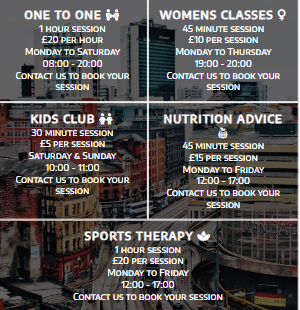 ONE TO ONE
1 HOUR SESSION
£20 PER HOUR
MONDAY TO SATURDAY
08:00 - 20:00
CONTACT US TO BOOK YOUR
SESSION
WOMENS CLASSES
45 MINUTE SESSION
£10 PER SESSION
MONDAY TO THURSDAY
19:00 - 20:00
CONTACT US TO BOOK YOUR
SESSION
KIDS CLUB
30 MINUTE SESSION
£5 PER SESSION
SATURDAY & SUNDAY
10:00 - 11:00
CONTACT US TO BOOK YOUR
SESSION
NUTRITION ADVICE
45 MINUTE SESSION
£15 PER SESSION
MONDAY TO FRIDAY
12:00 - 17:00
CONTACT US TO BOOK YOUR
SESSION
SPORTS THERAPY
1 HOUR SESSION
£20 PER SESSION
MONDAY TO FRIDAY
12:00 - 17:00
CONTACT US TO BOOK YOUR SESSION